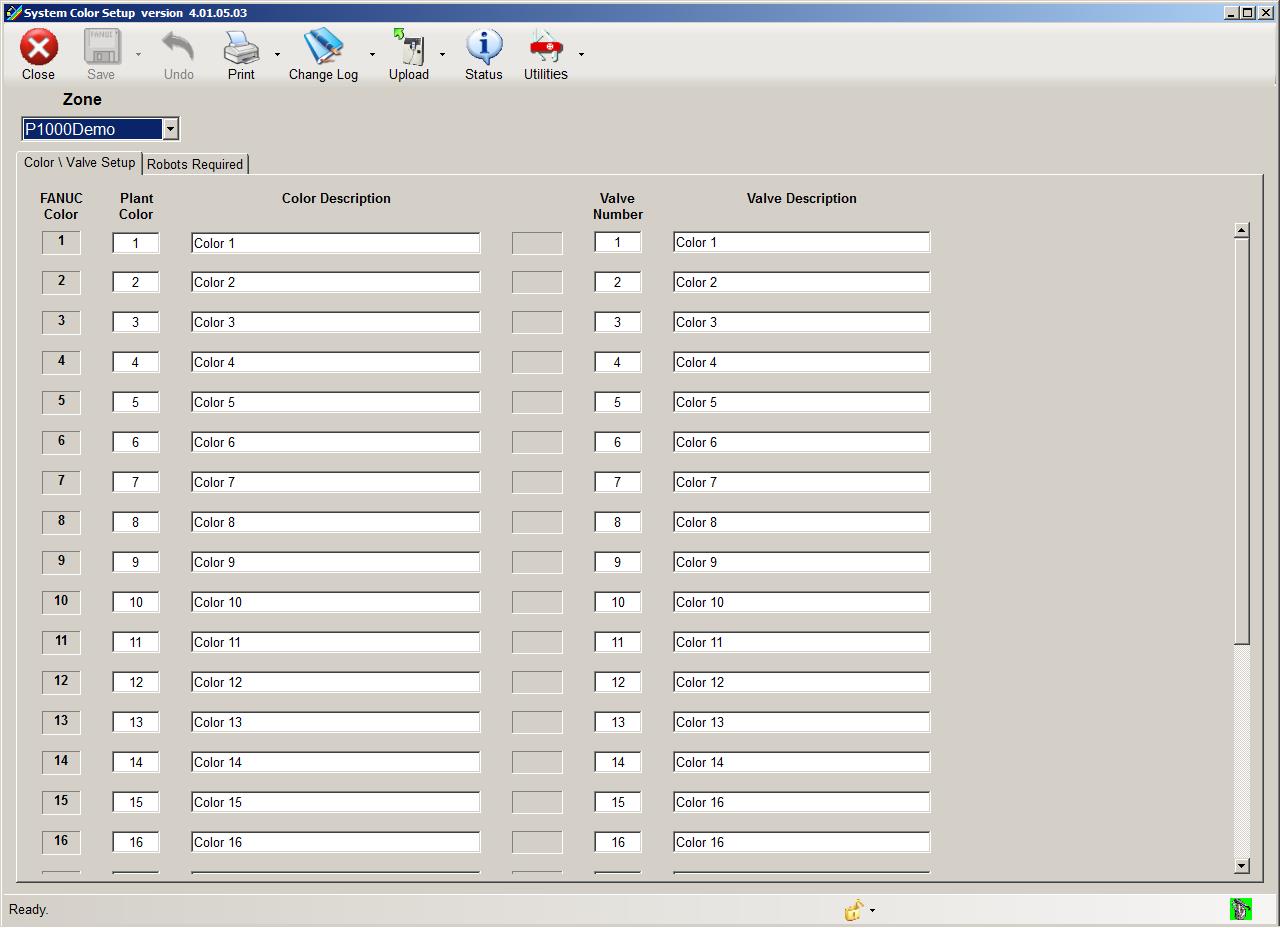 System Color Setup version 4.01.05.03
FANUC
Close Save Undo Print Change Log Upload Status Utilities
Zone
P1000Demo
Color \ Valve Setup Robots Required
FANUC Plant Color Description Valve Valve Description
Color Color Number
1 1 Color 1 1 Color 1
2 2 Color 2 2 Color 2
3 3 Color 3 3 Color 3
4 4 Color 4 4 Color 4
5 5 Color 5 5 Color 5
6 6 Color 6 6 Color 6
7 7 Color 7 7 Color 7
8 8 Color 8 8 Color 8
9 9 Color 9 9 Color 9
10 10 Color 10 10 Color 10
11 11 Color 11 11 Color 11
12 12 Color 12 12 Color 12
13 13 Color 13 13 Color 13
14 14 Color 14 14 Color 14
15 15 Color 15 15 Color 16
16 16 Color 16 16 Color 16
Ready.